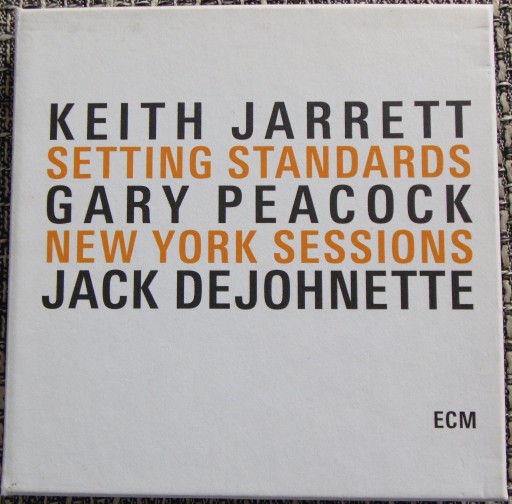 KEITH JARRETT
SETTING STANDARDS
GARY PEACOCK
NEW YORK SESSIONS
JACK DEJOHNETTE
ECM